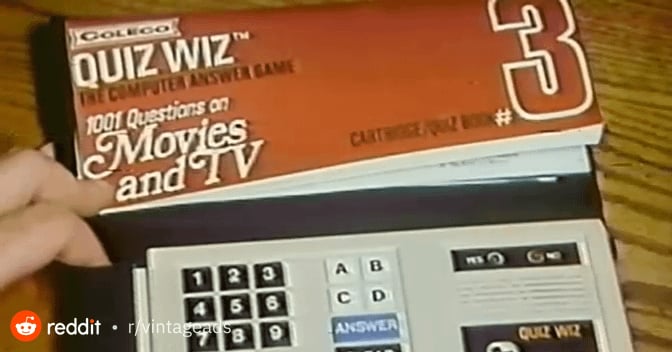 COLECO
QUIZ WIZ™
THE COMPUTER ANSWER GAME
1001 Questions on
Movies
and TV
3
CARTRIDGE/QUIZ BOOK #
1 2 3
A B
YES NO
4 5 6
C D
7 8 9
ANSWER
QUIZ WIZ
reddit • r/vintageads